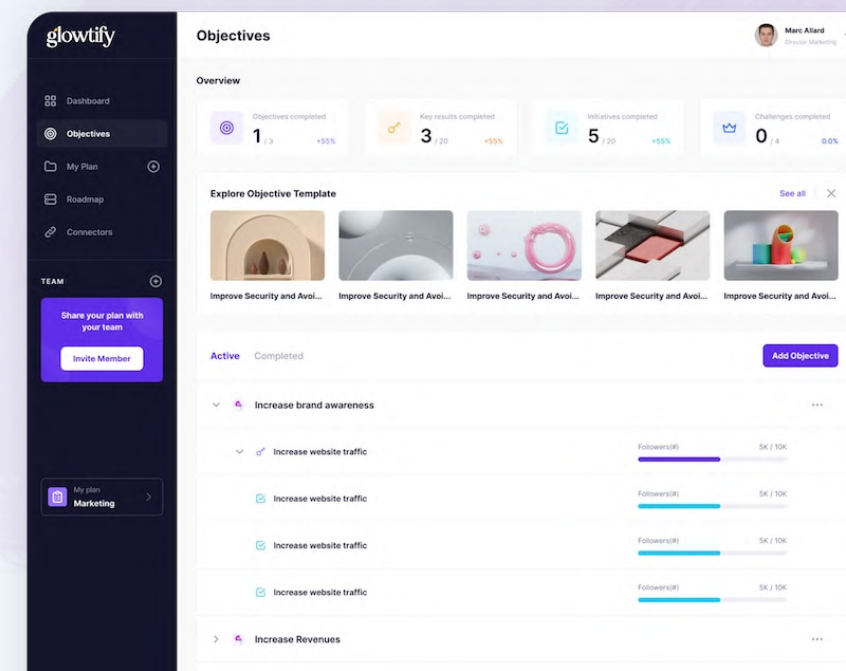 glowtify
Dashboard
Objectives
My Plan
Roadmap
Connectors
TEAM
Share your plan with
your team
Invite Member
My plan
Marketing
Objectives
Marc Allard
Director Marketing
Overview
Objectives completed
1 / 3
+55%
Key results completed
3 / 20
+55%
Initiatives completed
5 / 20
+55%
Challenges completed
0 / 4
0.0%
Explore Objective Template
See all
Improve Security and Avoi...
Improve Security and Avoi...
Improve Security and Avoi...
Improve Security and Avoi...
Improve Security and Avoi...
Active
Completed
Add Objective
Increase brand awareness
Increase website traffic
Followers(#)
5K / 10K
Increase website traffic
Followers(#)
5K / 10K
Increase website traffic
Followers(#)
5K / 10K
Increase website traffic
Followers(#)
5K / 10K
Increase Revenues